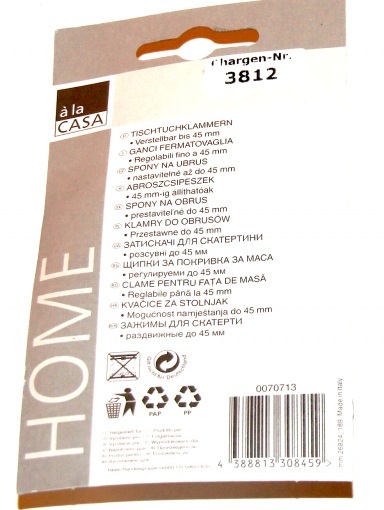 Chargen-Nr.
3812
à la
CASA
HOME
TISCHTUCHKLAMMERN
• Verstellbar bis 45 mm
GANCI FERMATOVAGLIA
• Regolabili fino a 45 mm
SPONY NA UBRUS
• nastavitelné až do 45 mm
ABROSZCSIPESZEK
• 45 mm-ig állíthatóak
SPONY NA OBRUS
• prestaviteľné do 45 mm
KLAMRY DO OBRUSÓW
• Przestawne do 45 mm
ЗАТИСКАЧІ ДЛЯ СКАТЕРТИНИ
• розсувні до 45 мм
ЩИПКИ ЗА ПОКРИВКА ЗА МАСА
• регулируеми до 45 мм
CLAME PENTRU FAȚA DE MASĂ
• Reglabile până la 45 mm
KVAČICE ZA STOLNJAK
• Mogućnost namještanja do 45 mm
ЗАЖИМЫ ДЛЯ СКАТЕРТИ
• раздвижные до 45 мм
PAP
PP
0070713
4 388813 308459 >
Made in Italy